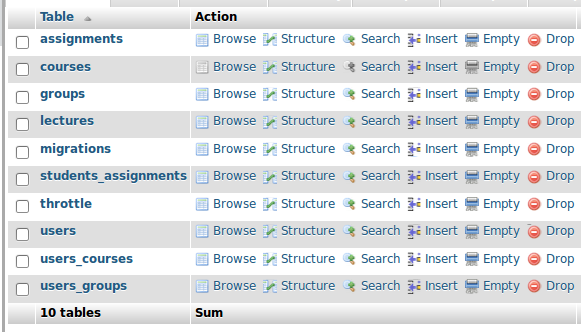 Table Action
assignments Browse Structure Search Insert Empty Drop
courses Browse Structure Search Insert Empty Drop
groups Browse Structure Search Insert Empty Drop
lectures Browse Structure Search Insert Empty Drop
migrations Browse Structure Search Insert Empty Drop
students_assignments Browse Structure Search Insert Empty Drop
throttle Browse Structure Search Insert Empty Drop
users Browse Structure Search Insert Empty Drop
users_courses Browse Structure Search Insert Empty Drop
users_groups Browse Structure Search Insert Empty Drop
10 tables Sum